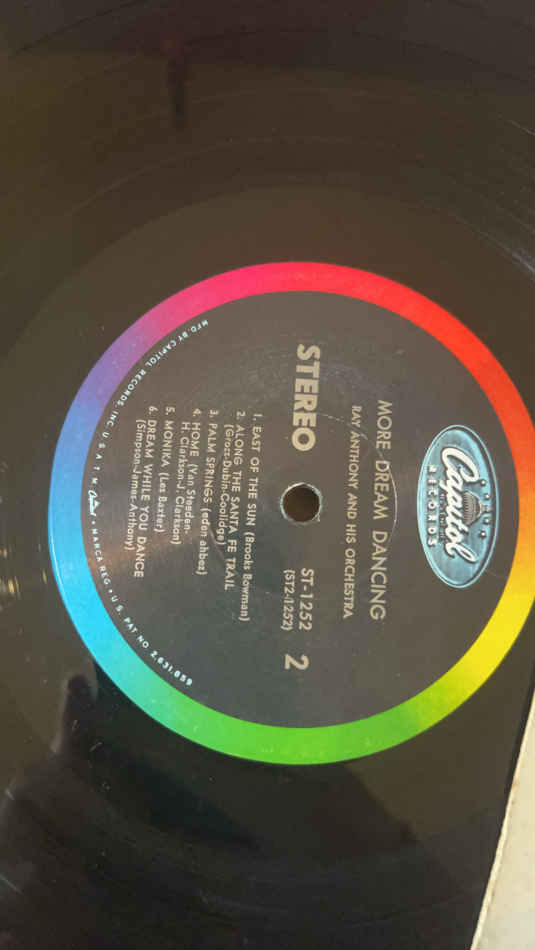 Capitol
RECORDS
MORE DREAM DANCING
RAY ANTHONY AND HIS ORCHESTRA
STEREO
ST-1252
(ST2-1252)
2
1. EAST OF THE SUN (Brooks Bowman)
2. ALONG THE SANTA FE TRAIL
(Grosz-Dubin-Coolidge)
3. PALM SPRINGS (eden ahbez)
4. HOME (Van Steeden-
H. Clarkson-J. Clarkson)
5. MONIKA (Les Baxter)
6. DREAM WHILE YOU DANCE
(Simpson-James-Anthony)
MFD. BY CAPITOL RECORDS, INC. U.S.A. T.M. Capitol • MARCA REG. • U.S. PAT. NO. 2,631,859